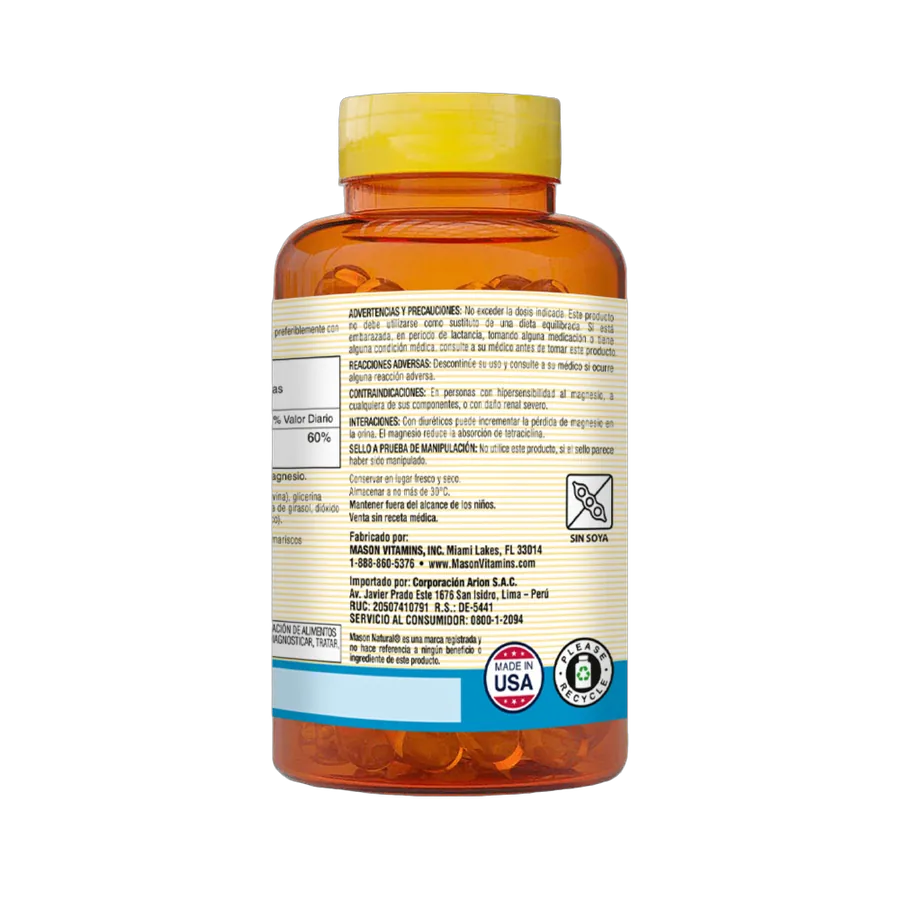 preferiblemente con
as
% Valor Diario
60%
agnesio.
vina), glicerina
a de girasol, dióxido
co).
mariscos
ACIÓN DE ALIMENTOS
IAGNOSTICAR, TRATAR,
ADVERTENCIAS Y PRECAUCIONES: No exceder la dosis indicada. Este producto
no debe utilizarse como sustituto de una dieta equilibrada. Si está
embarazada, en periodo de lactancia, tomando alguna medicación o tiene
alguna condición médica, consulte a su médico antes de tomar este producto.
REACCIONES ADVERSAS: Descontinúe su uso y consulte a su médico si ocurre
alguna reacción adversa.
CONTRAINDICACIONES: En personas con hipersensibilidad al magnesio, a
cualquiera de sus componentes, o con daño renal severo.
INTERACIONES: Con diuréticos puede incrementar la pérdida de magnesio en
la orina. El magnesio reduce la absorción de tetraciclina.
SELLO A PRUEBA DE MANIPULACIÓN: No utilice este producto, si el sello parece
haber sido manipulado.
Conservar en lugar fresco y seco.
Almacenar a no más de 30°C.
Mantener fuera del alcance de los niños.
Venta sin receta médica.
SIN SOYA
Fabricado por:
MASON VITAMINS, INC. Miami Lakes, FL 33014
1-888-860-5376 • www.MasonVitamins.com
Importado por: Corporación Arion S.A.C.
Av. Javier Prado Este 1676 San Isidro, Lima – Perú
RUC: 20507410791 R.S.: DE-5441
SERVICIO AL CONSUMIDOR: 0800-1-2094
Mason Natural® es una marca registrada y
no hace referencia a ningún beneficio o
ingrediente de este producto.
MADE IN
USA
PLEASE
RECYCLE